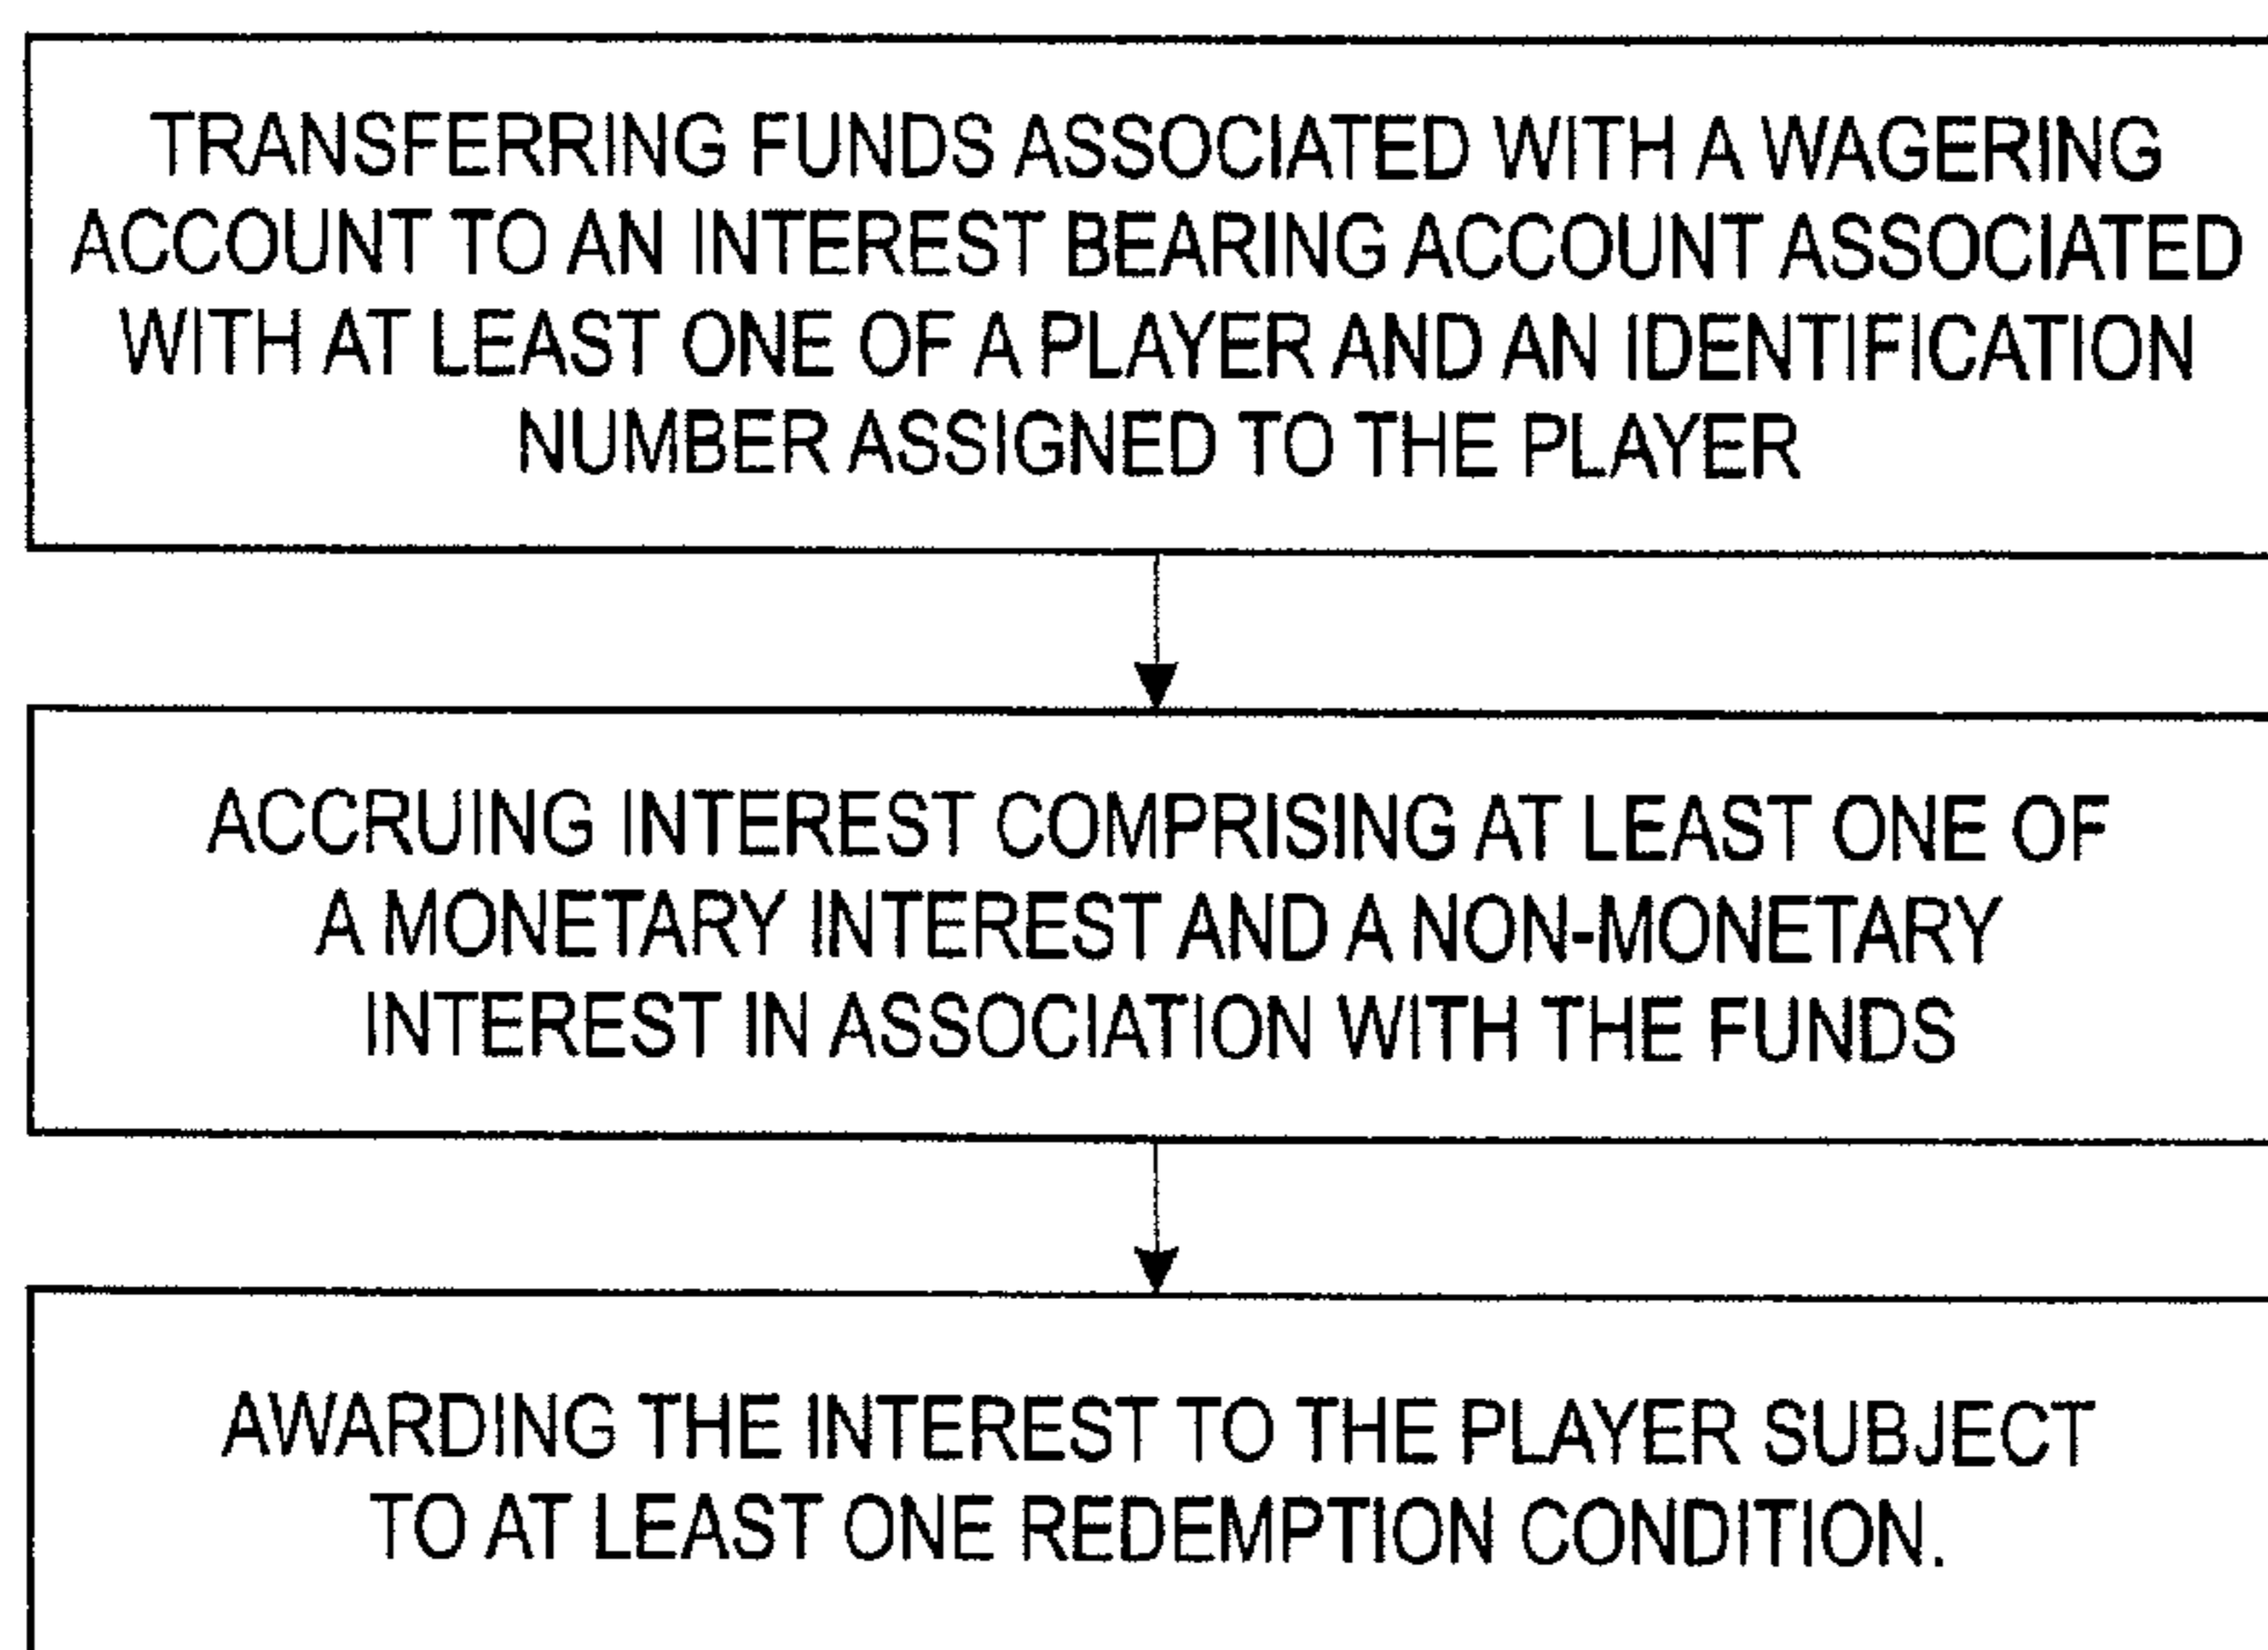 TRANSFERRING FUNDS ASSOCIATED WITH A WAGERING
ACCOUNT TO AN INTEREST BEARING ACCOUNT ASSOCIATED
WITH AT LEAST ONE OF A PLAYER AND AN IDENTIFICATION
NUMBER ASSIGNED TO THE PLAYER
ACCRUING INTEREST COMPRISING AT LEAST ONE OF
A MONETARY INTEREST AND A NON-MONETARY
INTEREST IN ASSOCIATION WITH THE FUNDS
AWARDING THE INTEREST TO THE PLAYER SUBJECT
TO AT LEAST ONE REDEMPTION CONDITION.